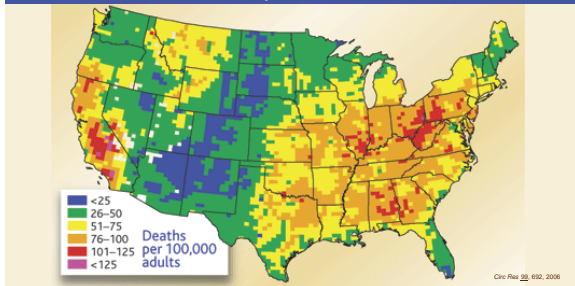 <25
26–50
51–75
76–100
101–125
<125
Deaths
per 100,000
adults
Circ Res 99, 692, 2006